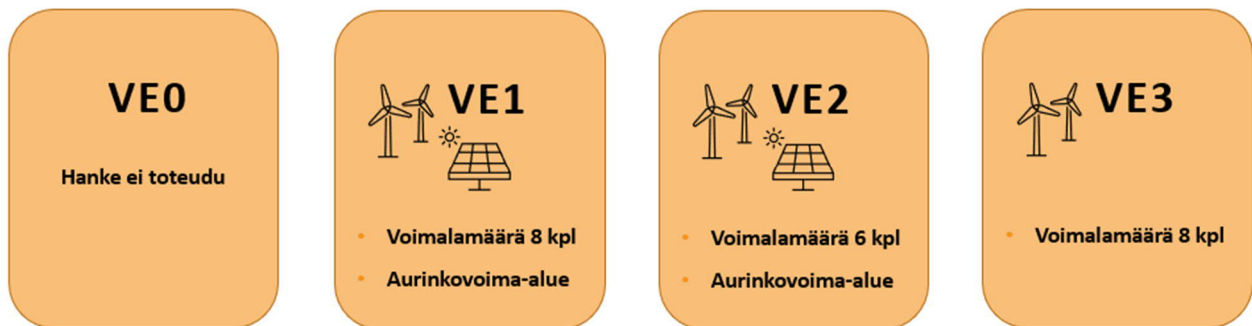 VE0
Hanke ei toteudu
VE1
• Voimalamäärä 8 kpl
• Aurinkovoima-alue
VE2
• Voimalamäärä 6 kpl
• Aurinkovoima-alue
VE3
• Voimalamäärä 8 kpl